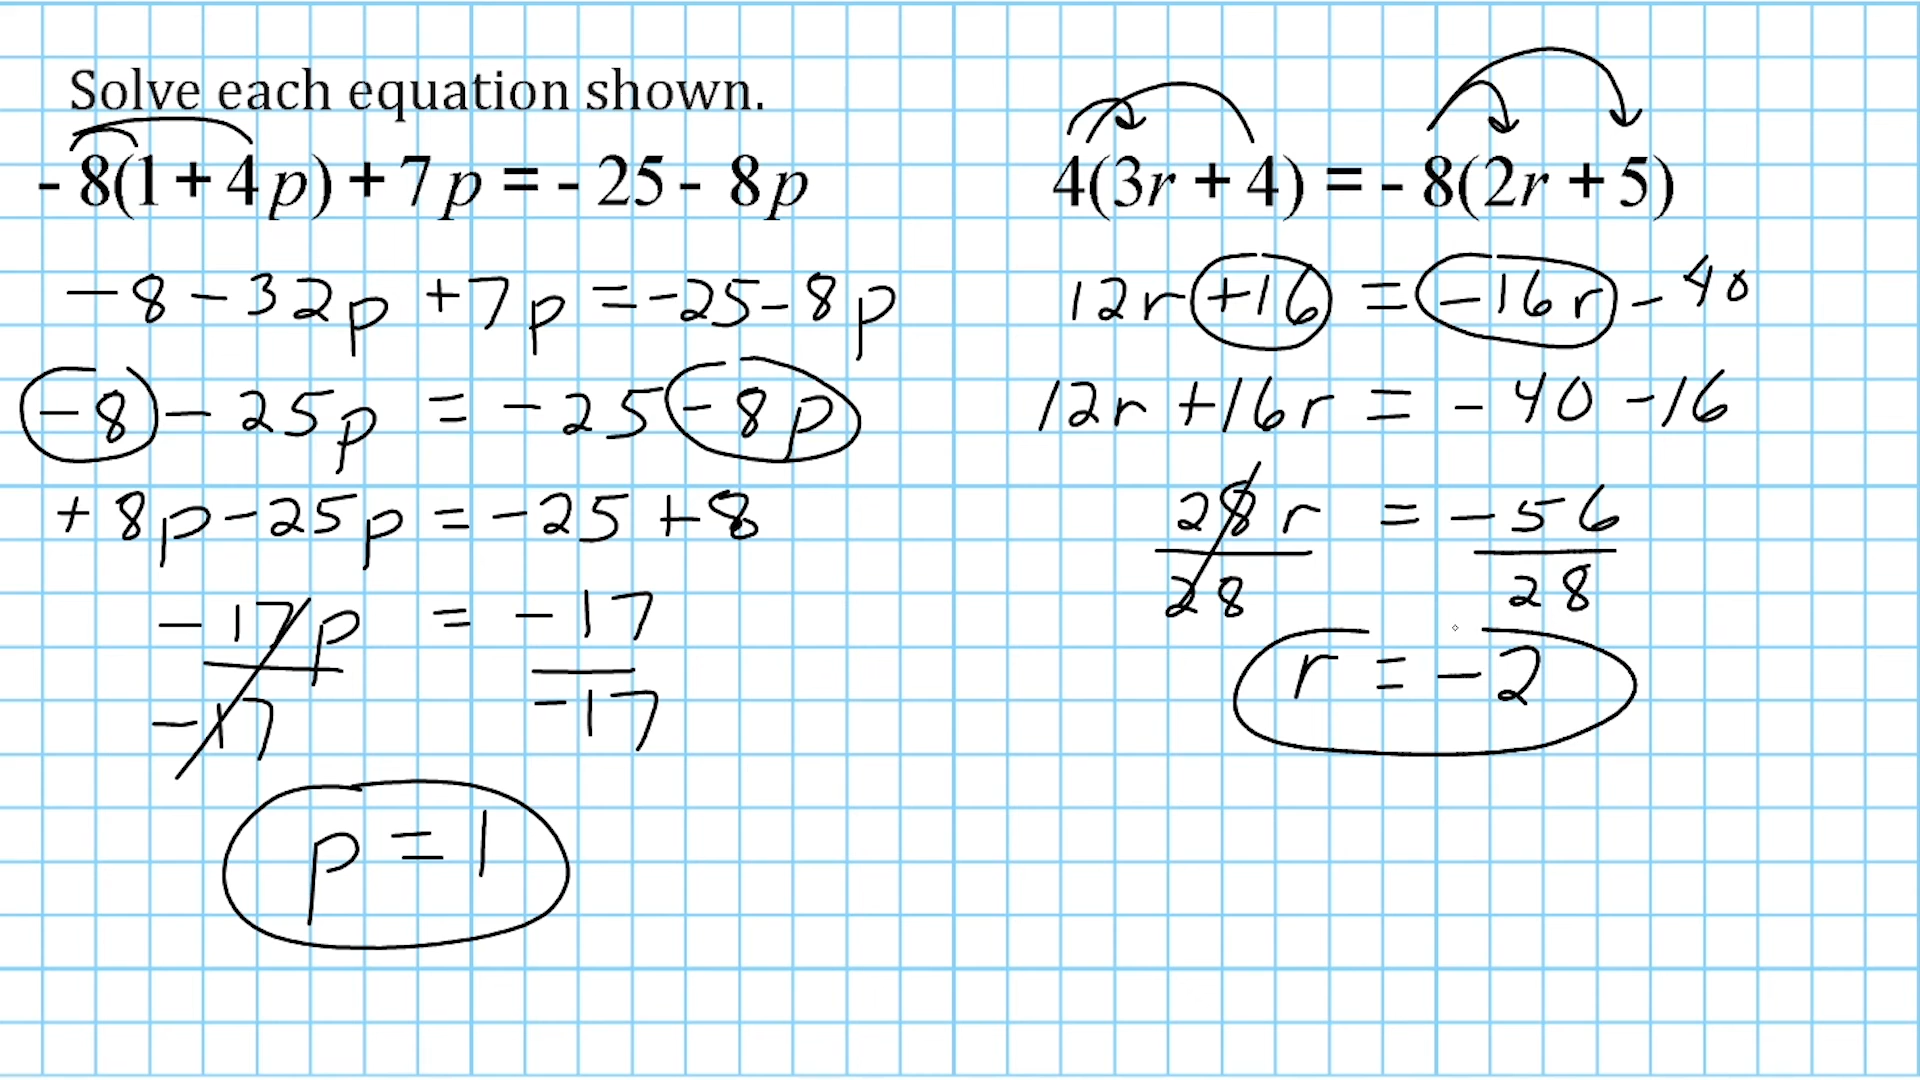 Solve each equation shown.
- 8(1 + 4p) + 7p = - 25 - 8p
-8 - 32p + 7p = -25 - 8p
-8 - 25p = -25 - 8p
+8p - 25p = -25 + 8
-17p = -17
-17 -17
p = 1
4(3r + 4) = - 8(2r + 5)
12r +16 = -16r - 40
12r +16r = -40 -16
28r = -56
28 28
r = -2